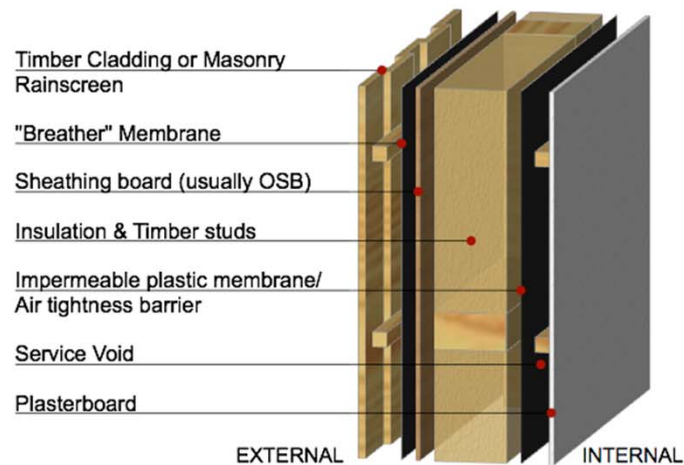 Timber Cladding or Masonry
Rainscreen
"Breather" Membrane
Sheathing board (usually OSB)
Insulation & Timber studs
Impermeable plastic membrane/
Air tightness barrier
Service Void
Plasterboard
EXTERNAL
INTERNAL